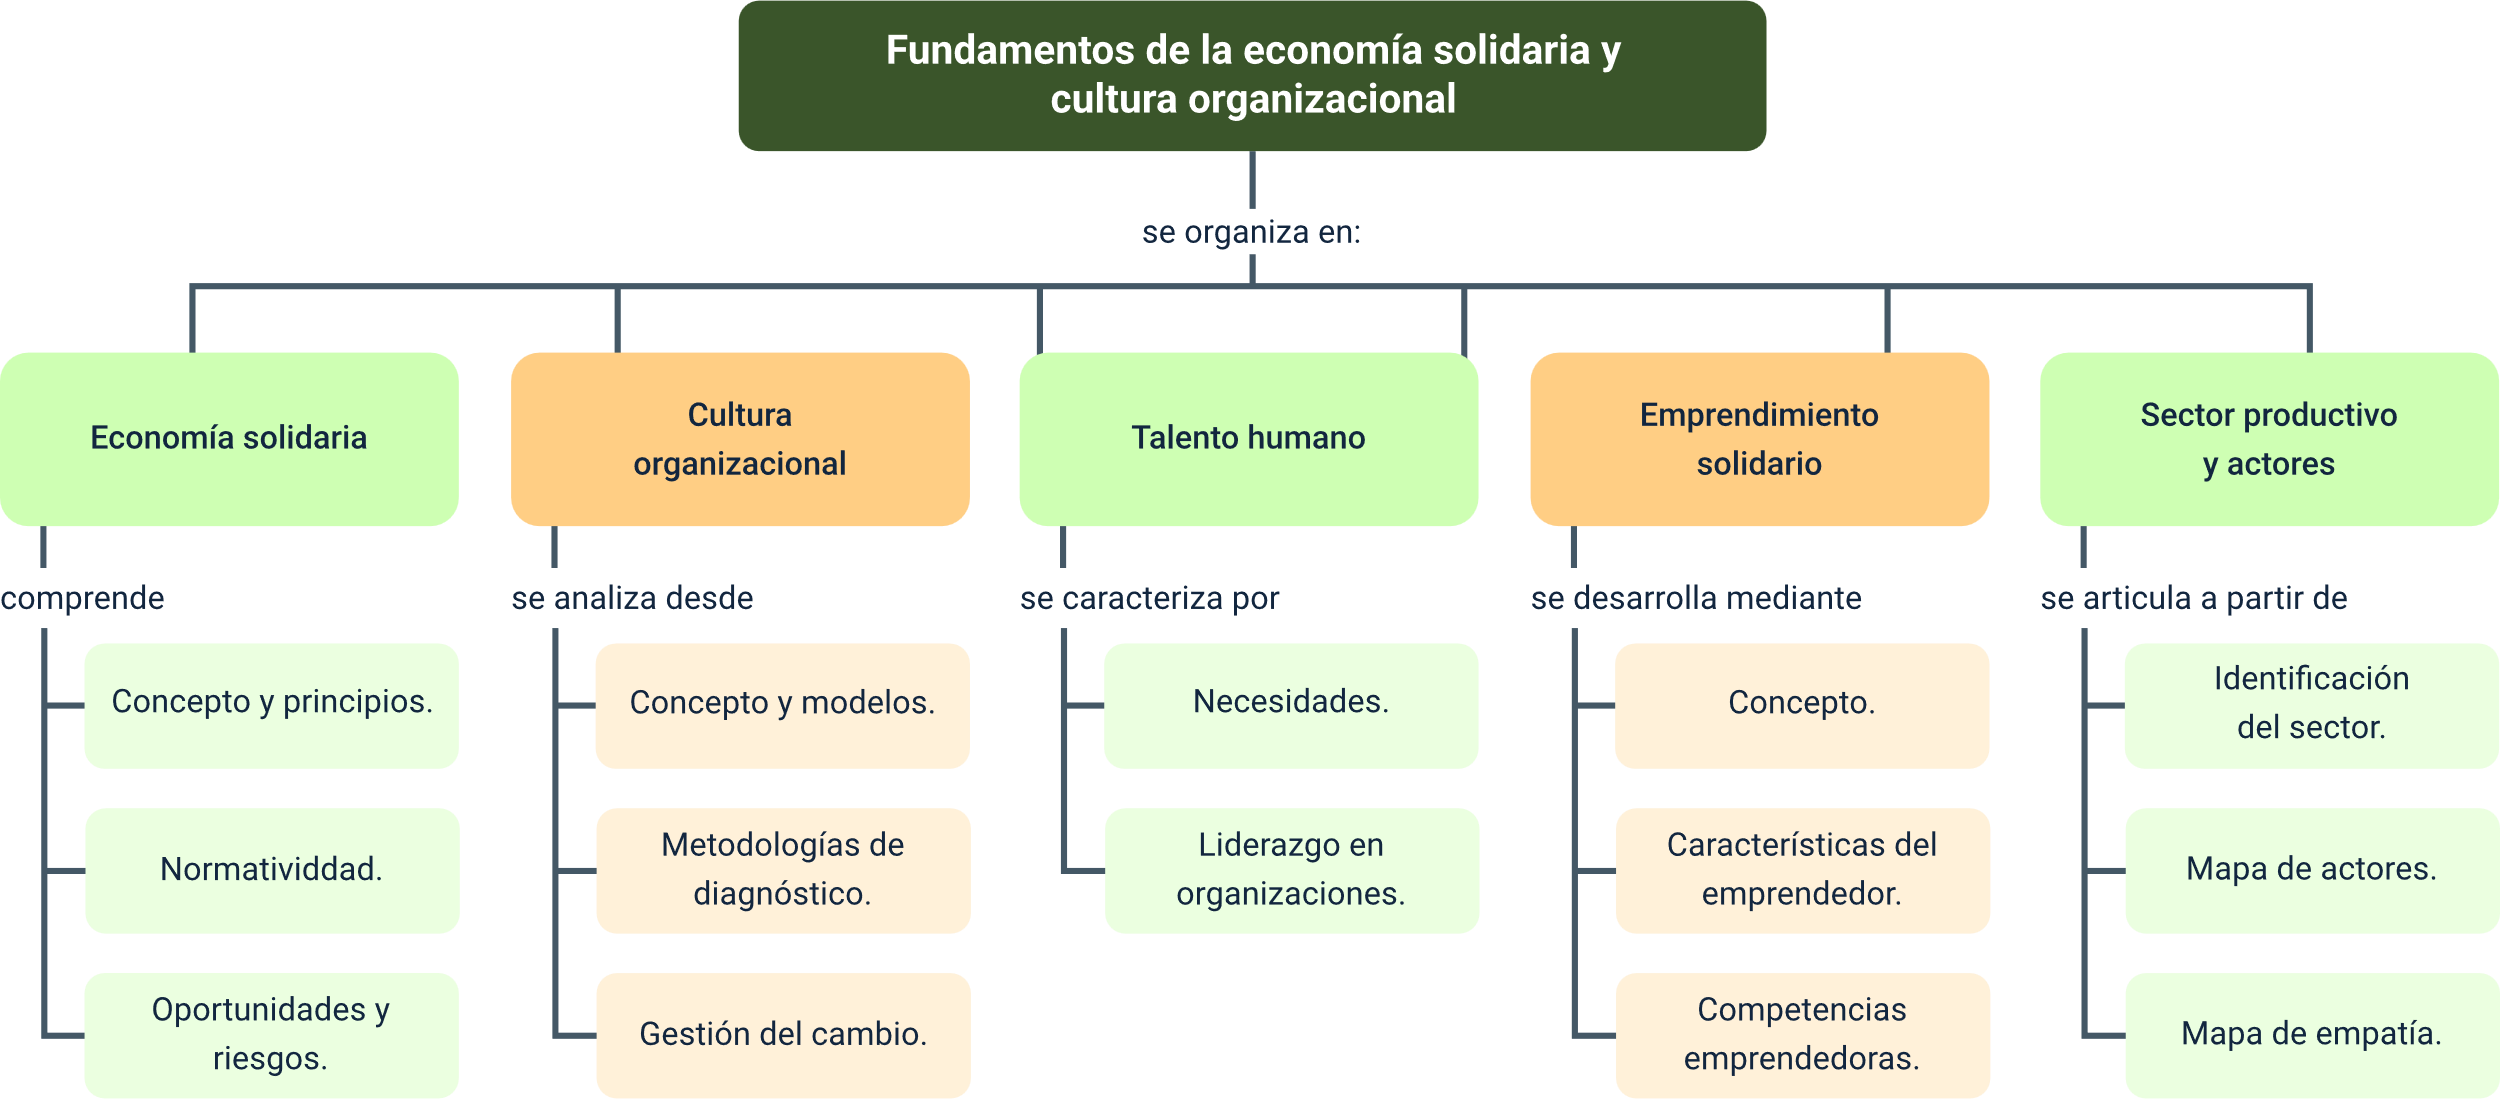 Fundamentos de la economía solidaria y
cultura organizacional
se organiza en:
Economía solidaria
comprende
Concepto y principios.
Normatividdad.
Oportunidades y
riesgos.
Cultura
organizacional
se analiza desde
Concepto y modelos.
Metodologías de
diagnóstico.
Gestión del cambio.
Talento humano
se caracteriza por
Necesidades.
Liderazgo en
organizaciones.
Emprendimiento
solidario
se desarrolla mediante
Concepto.
Características del
emprendedor.
Competencias
emprendedoras.
Sector productivo
y actores
se articula a partir de
Identificación
del sector.
Mapa de actores.
Mapa de empatía.